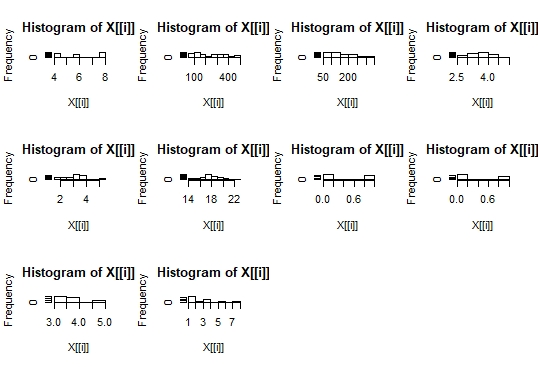 Histogram of X[[i]] Histogram of X[[i]] Histogram of X[[i]] Histogram of X[[i]]
Frequency 0 Frequency 0 Frequency 0 Frequency 0
4 6 8 100 400 50 200 2.5 4.0
X[[i]] X[[i]] X[[i]] X[[i]]
Histogram of X[[i]] Histogram of X[[i]] Histogram of X[[i]] Histogram of X[[i]]
Frequency 0 Frequency 0 Frequency 0 Frequency 0
2 4 14 18 22 0.0 0.6 0.0 0.6
X[[i]] X[[i]] X[[i]] X[[i]]
Histogram of X[[i]] Histogram of X[[i]]
Frequency 0 Frequency 0
3.0 4.0 5.0 1 3 5 7
X[[i]] X[[i]]